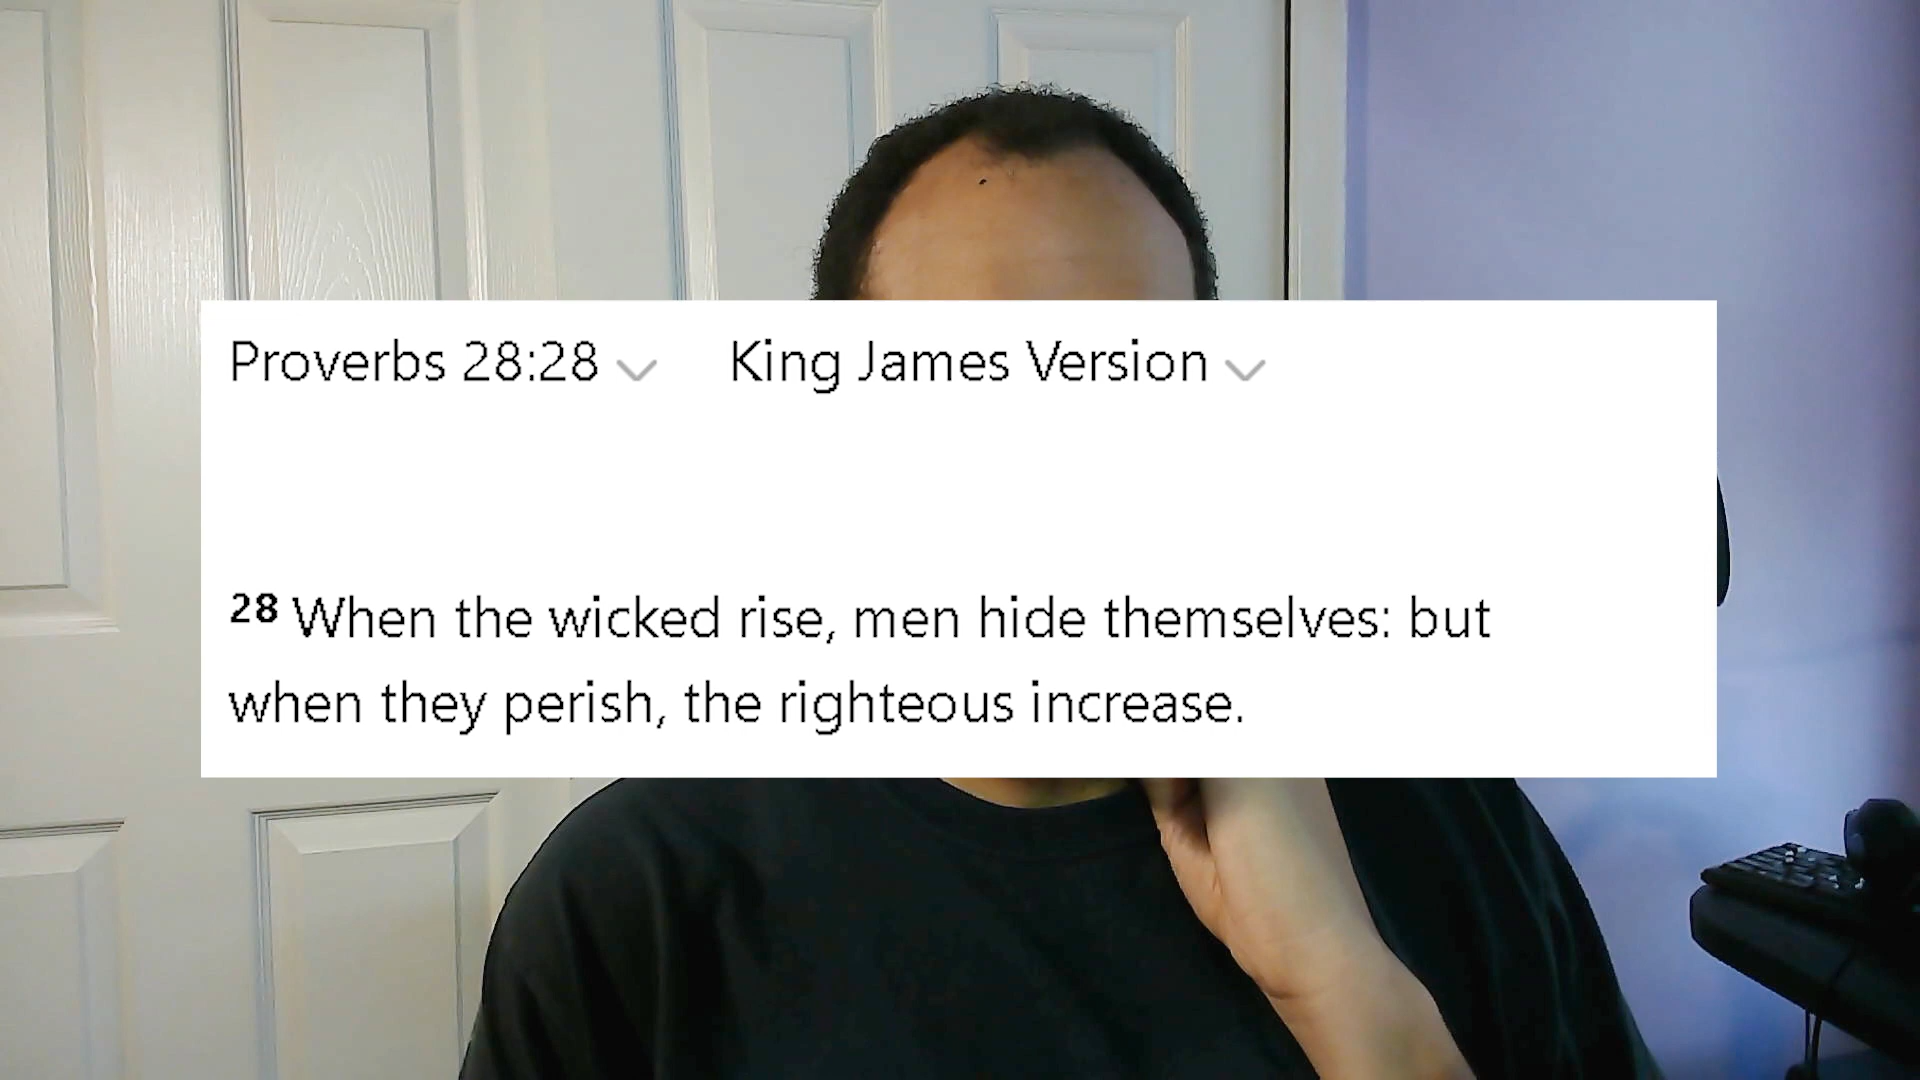 Proverbs 28:28 King James Version
28 When the wicked rise, men hide themselves: but
when they perish, the righteous increase.